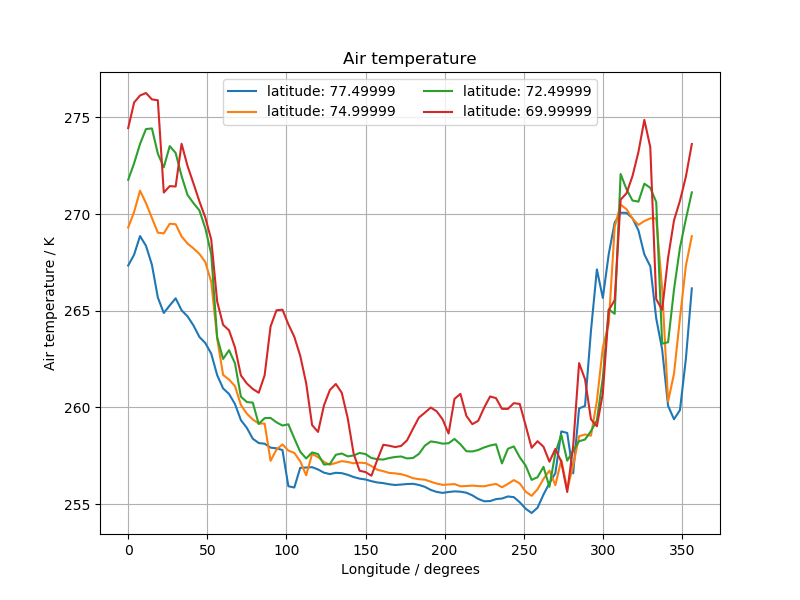 Air temperature
latitude: 77.49999
latitude: 74.99999
latitude: 72.49999
latitude: 69.99999
275
270
265
260
255
Air temperature / K
0 50 100 150 200 250 300 350
Longitude / degrees